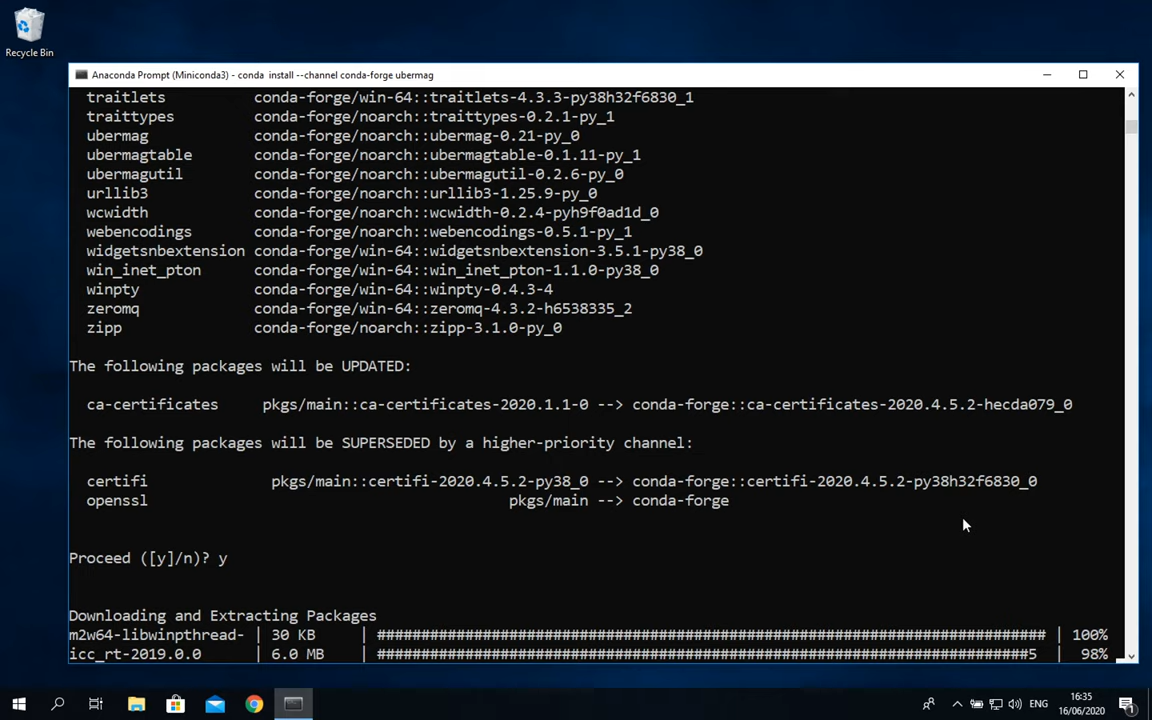 Recycle Bin
Anaconda Prompt (Miniconda3) - conda  install --channel conda-forge ubermag
traitlets          conda-forge/win-64::traitlets-4.3.3-py38h32f6830_1
traittypes         conda-forge/noarch::traittypes-0.2.1-py_1
ubermag            conda-forge/noarch::ubermag-0.21-py_0
ubermagtable       conda-forge/noarch::ubermagtable-0.1.11-py_1
ubermagutil        conda-forge/noarch::ubermagutil-0.2.6-py_0
urllib3            conda-forge/noarch::urllib3-1.25.9-py_0
wcwidth            conda-forge/noarch::wcwidth-0.2.4-pyh9f0ad1d_0
webencodings       conda-forge/noarch::webencodings-0.5.1-py_1
widgetsnbextension conda-forge/win-64::widgetsnbextension-3.5.1-py38_0
win_inet_pton      conda-forge/win-64::win_inet_pton-1.1.0-py38_0
winpty             conda-forge/win-64::winpty-0.4.3-4
zeromq             conda-forge/win-64::zeromq-4.3.2-h6538335_2
zipp               conda-forge/noarch::zipp-3.1.0-py_0
The following packages will be UPDATED:
ca-certificates     pkgs/main::ca-certificates-2020.1.1-0 --> conda-forge::ca-certificates-2020.4.5.2-hecda079_0
The following packages will be SUPERSEDED by a higher-priority channel:
certifi              pkgs/main::certifi-2020.4.5.2-py38_0 --> conda-forge::certifi-2020.4.5.2-py38h32f6830_0
openssl                                         pkgs/main --> conda-forge
Proceed ([y]/n)? y
Downloading and Extracting Packages
m2w64-libwinpthread- | 30 KB     | ############################################################################ | 100%
icc_rt-2019.0.0      | 6.0 MB    | ##########################################################################5  |  98%
16:35
ENG
16/06/2020
1